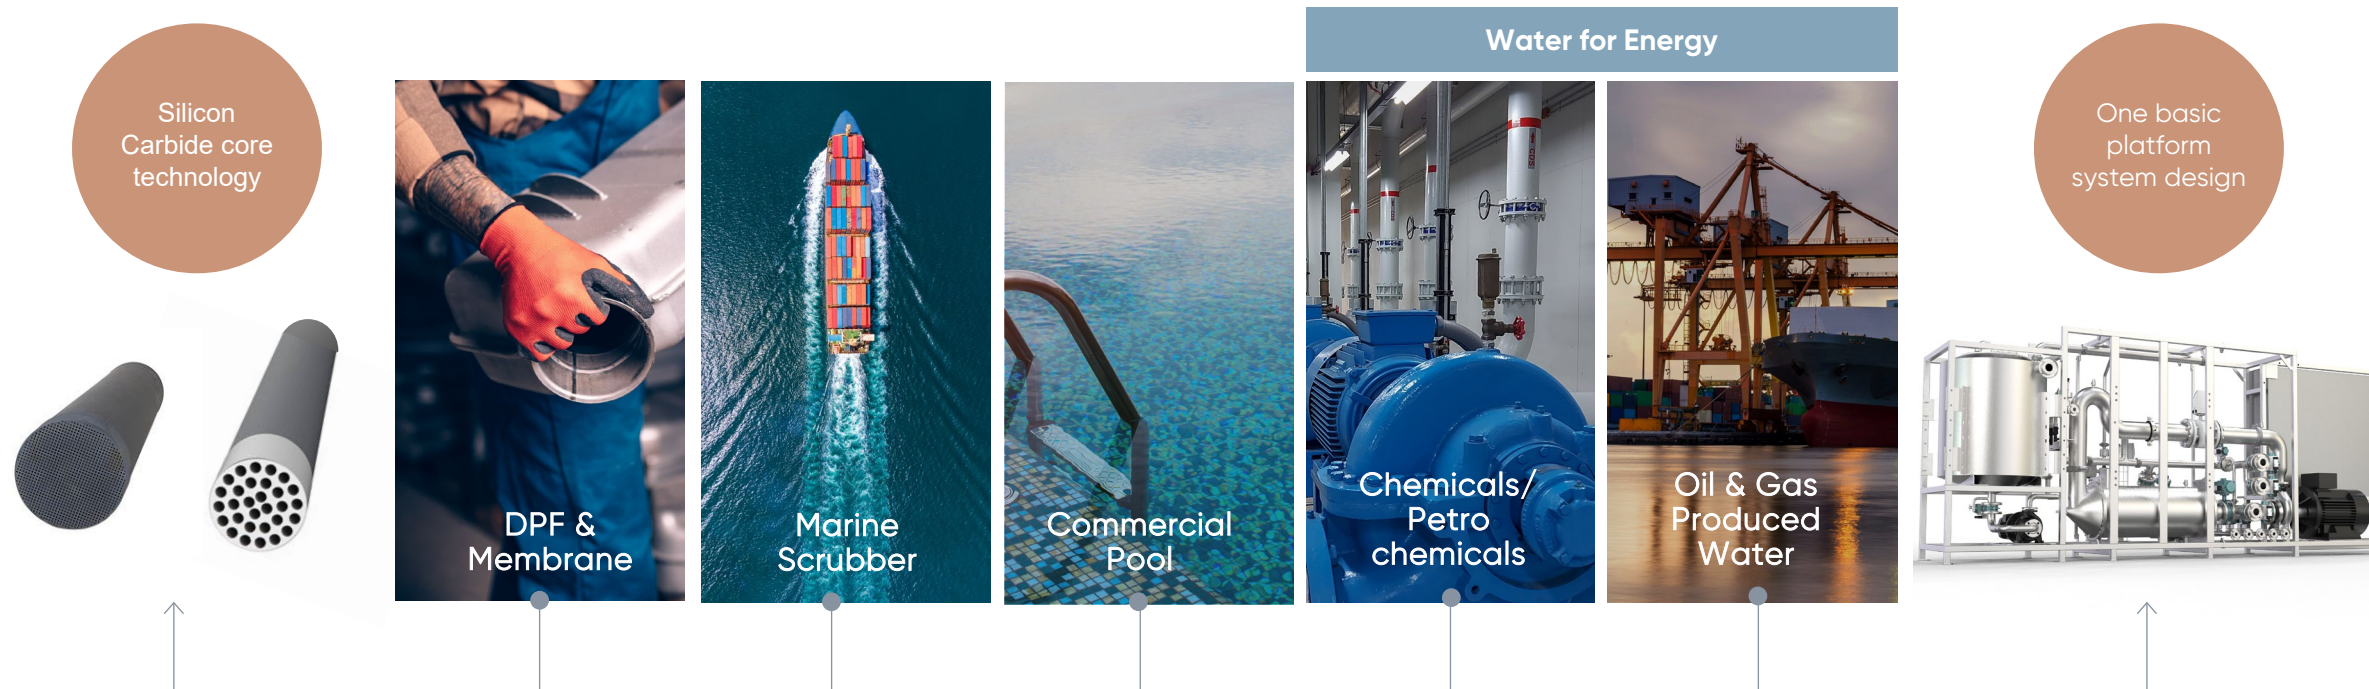 Water for Energy
Silicon
Carbide core
technology
DPF &
Membrane
Marine
Scrubber
Commercial
Pool
Chemicals/
Petro
chemicals
Oil & Gas
Produced
Water
One basic
platform
system design